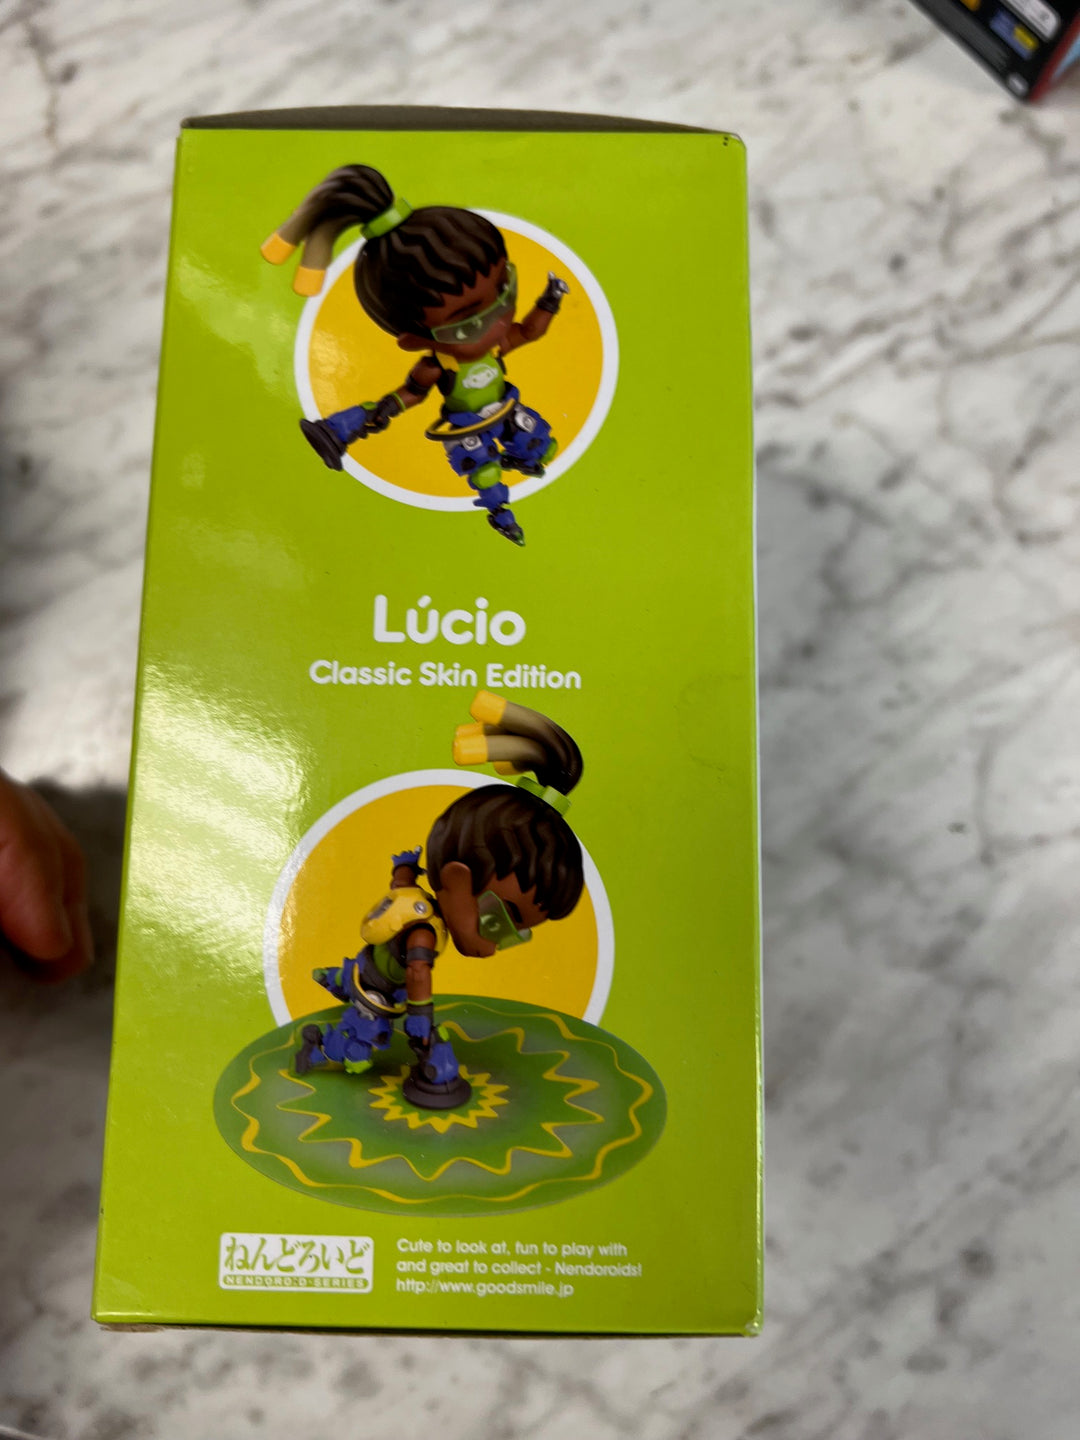 Lúcio
Classic Skin Edition
ねんどろいど
NENDOROID-SERIES
Cute to look at, fun to play with
and great to collect - Nendoroids!
http://www.goodsmile.jp